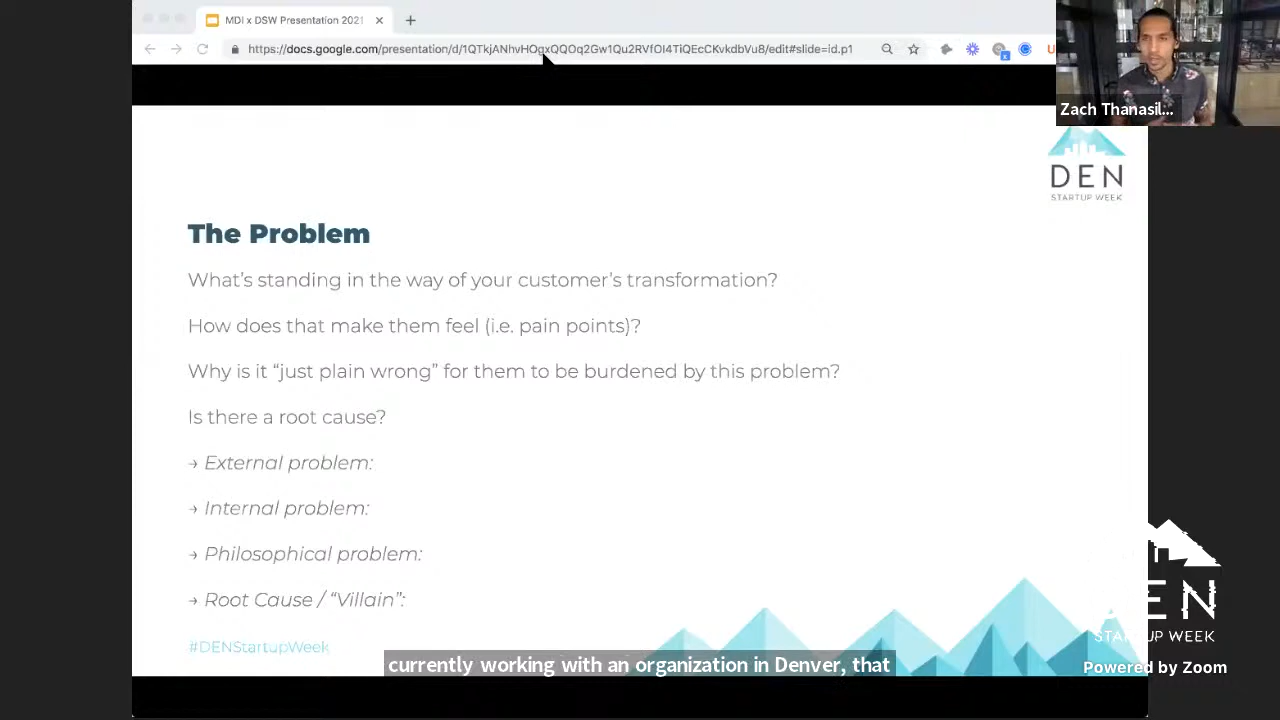 MDI x DSW Presentation 2021
https://docs.google.com/presentation/d/1QTkjANhvHOgxQQOq2Gw1Qu2RVfOI4TiQEcCKvkdbVu8/edit#slide=id.p1
Zach Thanasil...
DEN
STARTUP WEEK
The Problem
What's standing in the way of your customer's transformation?
How does that make them feel (i.e. pain points)?
Why is it “just plain wrong” for them to be burdened by this problem?
Is there a root cause?
→ External problem:
→ Internal problem:
→ Philosophical problem:
→ Root Cause / “Villain”:
#DENStartupWeek
currently working with an organization in Denver, that
DEN
STARTUP WEEK
Powered by Zoom